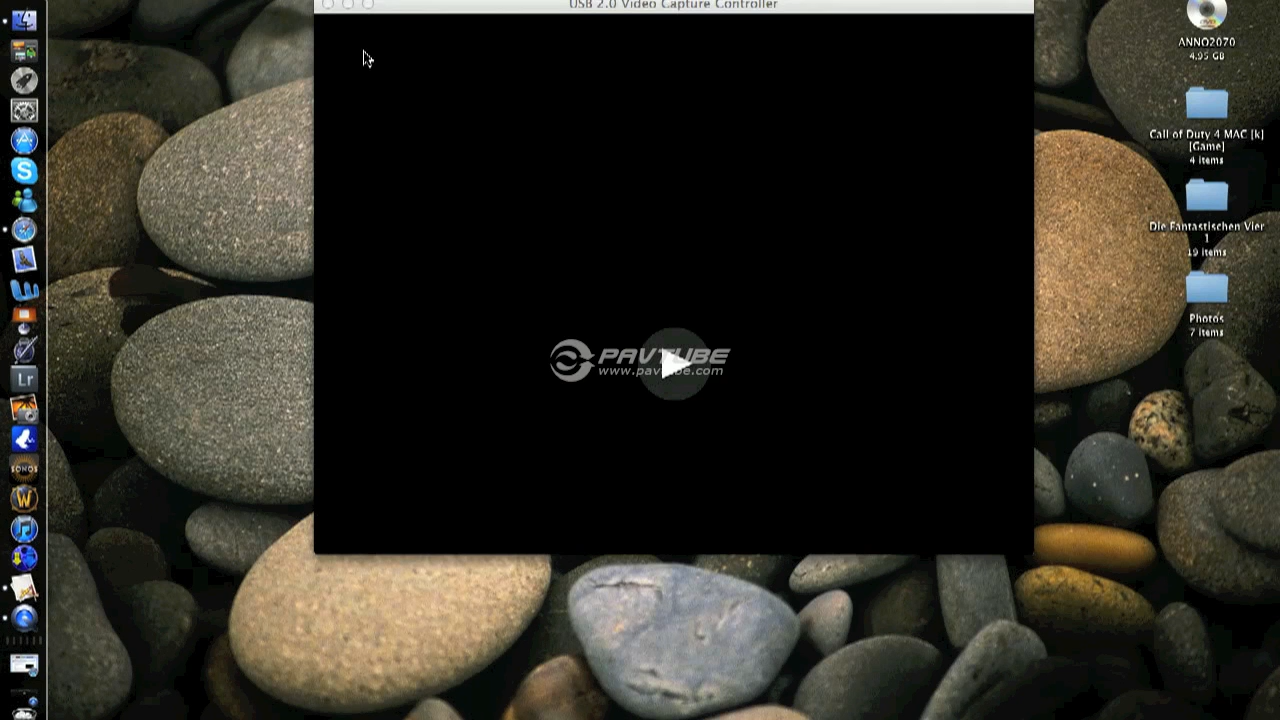 USB 2.0 Video Capture Controller
ANNO2070
4.95 GB
Call of Duty 4 MAC [k]
[Game]
4 items
Die Fantastischen Vier
1
19 items
Photos
7 items
PAVTUBE
www.pavtube.com
S
Lr
SONOS
W